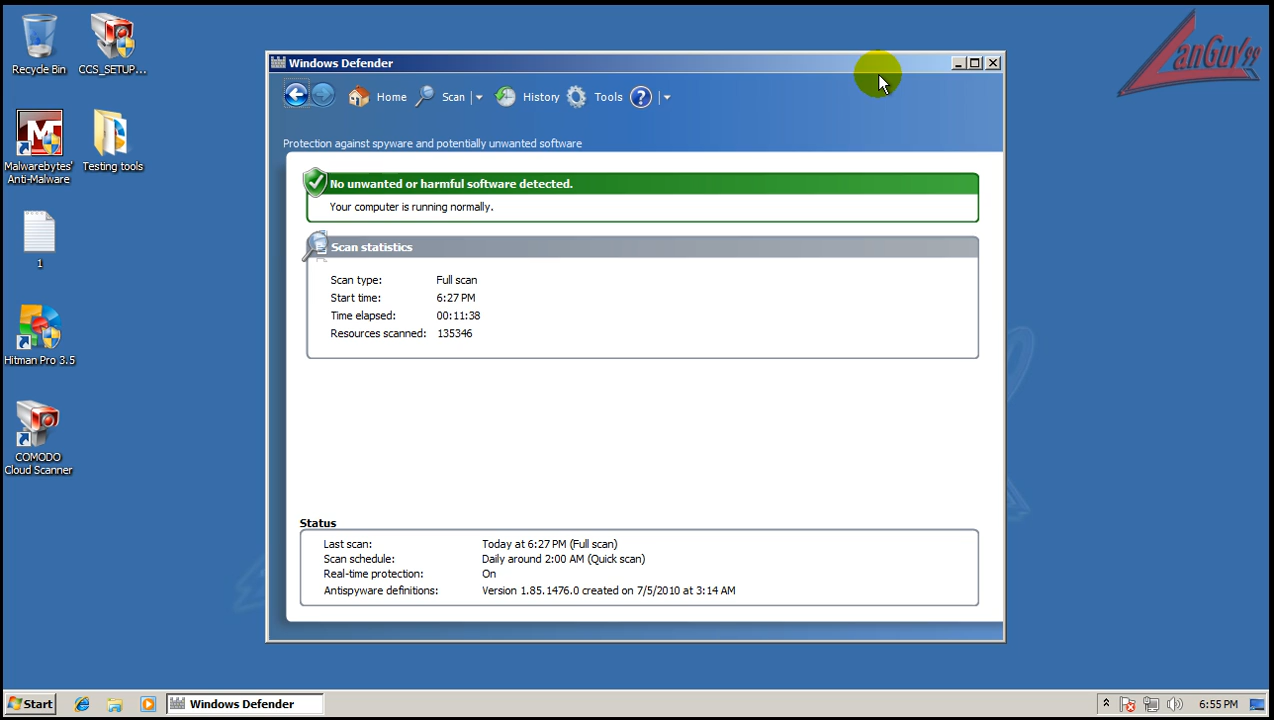 Recycle Bin
CCS_SETUP...
LanGuy99
Malwarebytes'
Anti-Malware
Testing tools
1
Hitman Pro 3.5
COMODO
Cloud Scanner
Windows Defender
Home
Scan
History
Tools
?
Protection against spyware and potentially unwanted software
No unwanted or harmful software detected.
Your computer is running normally.
Scan statistics
Scan type: Full scan
Start time: 6:27 PM
Time elapsed: 00:11:38
Resources scanned: 135346
Status
Last scan: Today at 6:27 PM (Full scan)
Scan schedule: Daily around 2:00 AM (Quick scan)
Real-time protection: On
Antispyware definitions: Version 1.85.1476.0 created on 7/5/2010 at 3:14 AM
Start
Windows Defender
6:55 PM